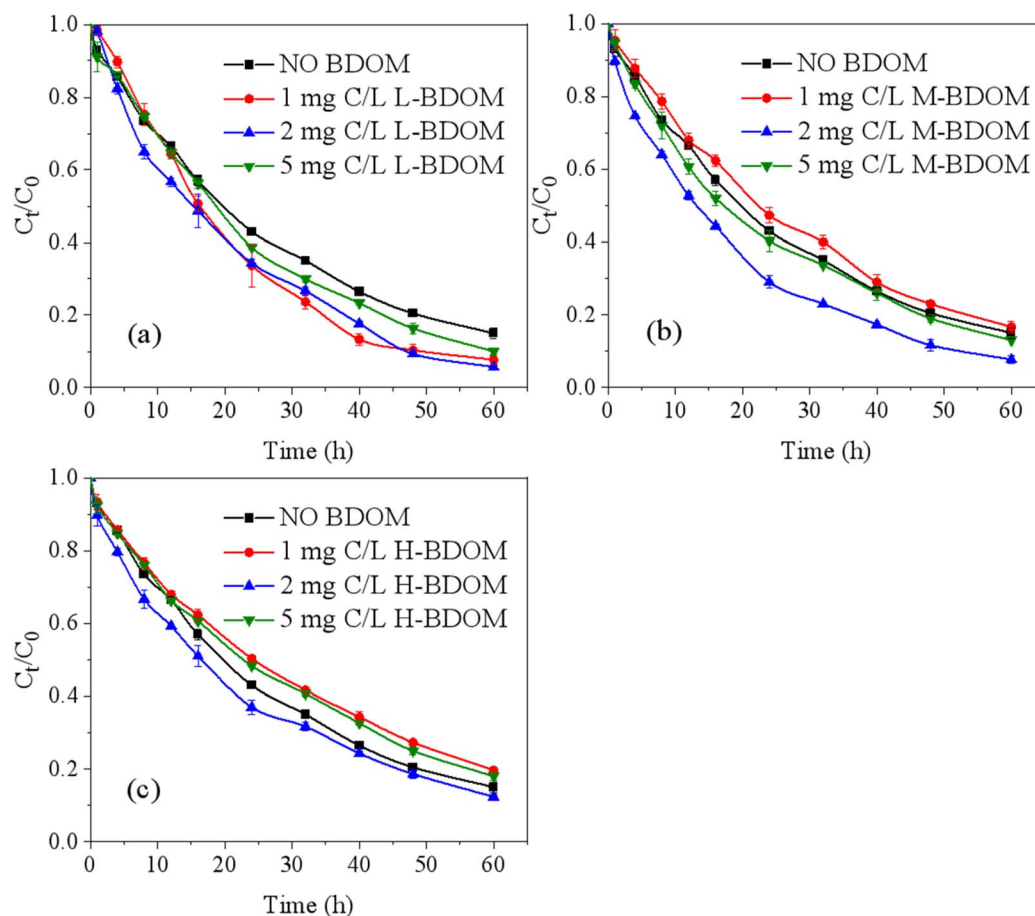 1.0
0.8
0.6
0.4
0.2
0.0
C_t/C_0
NO BDOM
1 mg C/L L-BDOM
2 mg C/L L-BDOM
5 mg C/L L-BDOM
(a)
0 10 20 30 40 50 60
Time (h)
1.0
0.8
0.6
0.4
0.2
0.0
C_t/C_0
NO BDOM
1 mg C/L M-BDOM
2 mg C/L M-BDOM
5 mg C/L M-BDOM
(b)
0 10 20 30 40 50 60
Time (h)
1.0
0.8
0.6
0.4
0.2
0.0
C_t/C_0
NO BDOM
1 mg C/L H-BDOM
2 mg C/L H-BDOM
5 mg C/L H-BDOM
(c)
0 10 20 30 40 50 60
Time (h)